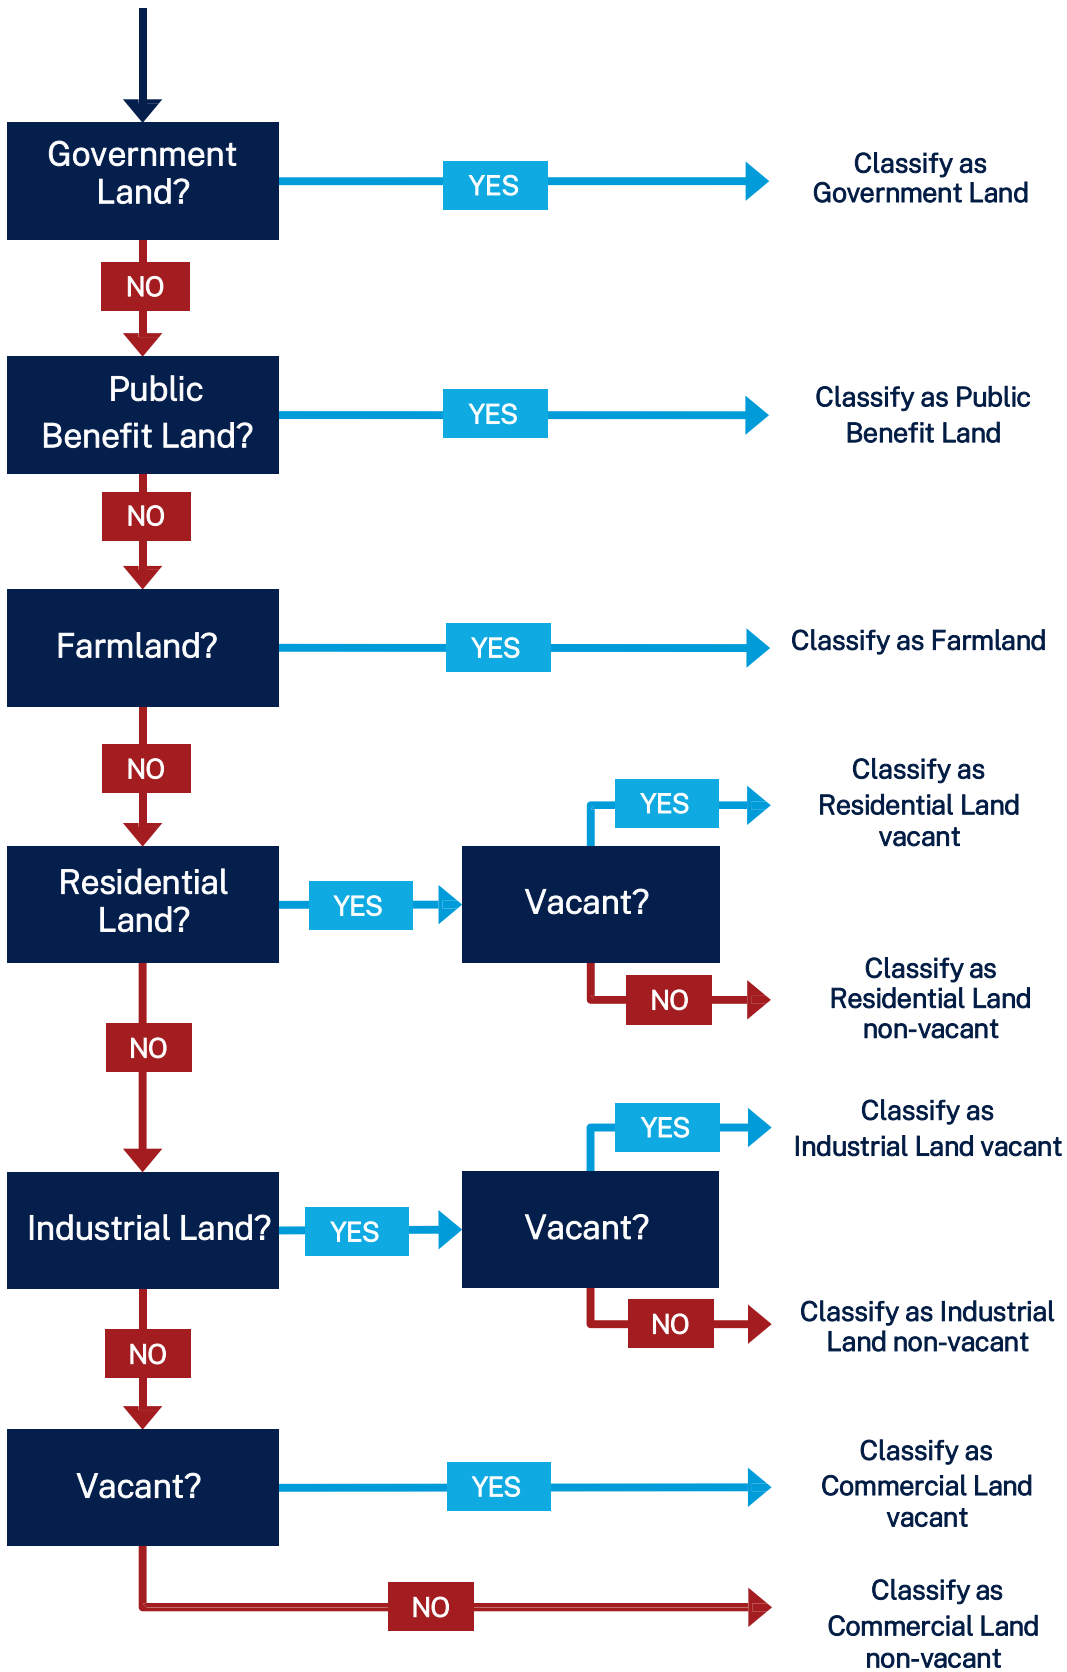 Government
Land?
YES
Classify as
Government Land
NO
Public
Benefit Land?
YES
Classify as Public
Benefit Land
NO
Farmland?
YES
Classify as Farmland
NO
Residential
Land?
YES
Vacant?
YES
Classify as
Residential Land
vacant
NO
Classify as
Residential Land
non-vacant
NO
Industrial Land?
YES
Vacant?
YES
Classify as
Industrial Land vacant
NO
Classify as Industrial
Land non-vacant
NO
Vacant?
YES
Classify as
Commercial Land
vacant
NO
Classify as
Commercial Land
non-vacant